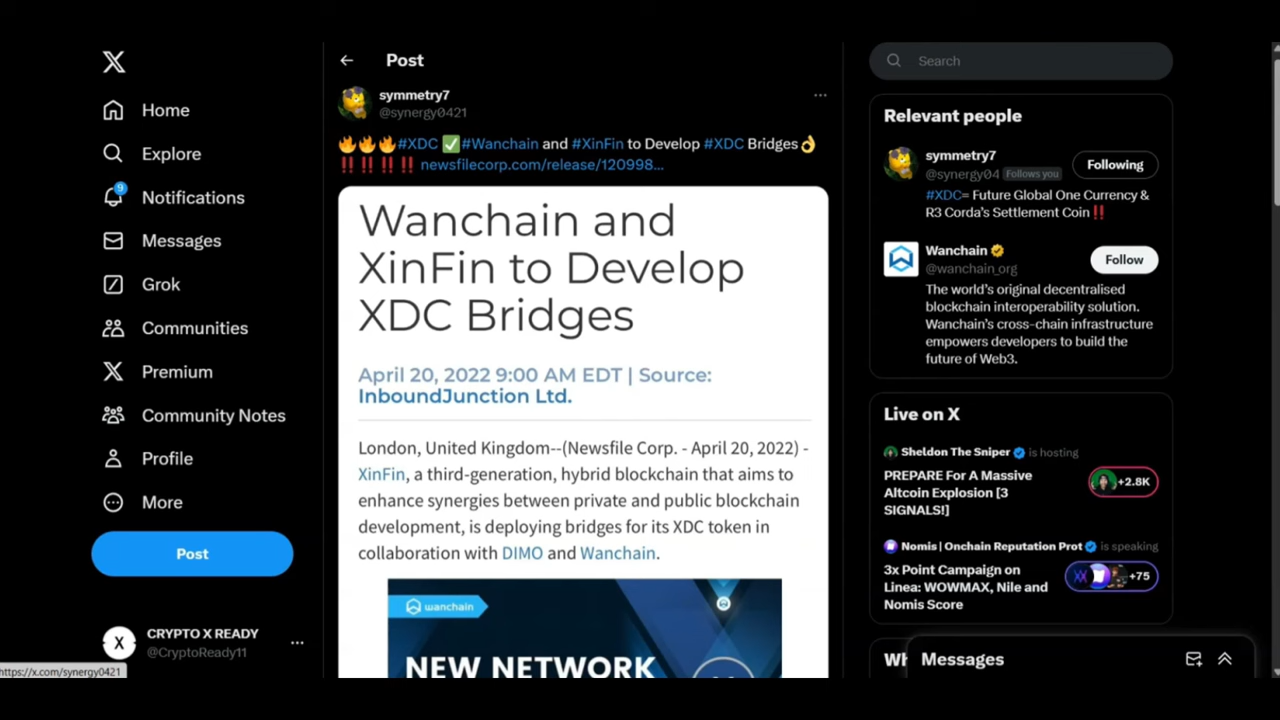 Home
Explore
9
Notifications
Messages
Grok
Communities
Premium
Community Notes
Profile
More
Post
CRYPTO X READY
@CryptoReady11
https://x.com/synergy0421
Post
symmetry7
@synergy0421
🔥🔥🔥#XDC ✅#Wanchain and #XinFin to Develop #XDC Bridges👌
‼️‼️‼️‼️ newsfilecorp.com/release/120998...
Wanchain and
XinFin to Develop
XDC Bridges
April 20, 2022 9:00 AM EDT | Source:
InboundJunction Ltd.
London, United Kingdom--(Newsfile Corp. - April 20, 2022) -
XinFin, a third-generation, hybrid blockchain that aims to
enhance synergies between private and public blockchain
development, is deploying bridges for its XDC token in
collaboration with DIMO and Wanchain.
wanchain
NEW NETWORK
Search
Relevant people
symmetry7
@synergy04 Follows you
Following
#XDC= Future Global One Currency &
R3 Corda's Settlement Coin‼️
Wanchain
@wanchain_org
Follow
The world's original decentralised
blockchain interoperability solution.
Wanchain's cross-chain infrastructure
empowers developers to build the
future of Web3.
Live on X
Sheldon The Sniper is hosting
PREPARE For A Massive
Altcoin Explosion [3
SIGNALS!]
+2.8K
Nomis | Onchain Reputation Prot is speaking
3x Point Campaign on
Linea: WOWMAX, Nile and
Nomis Score
+75
Messages